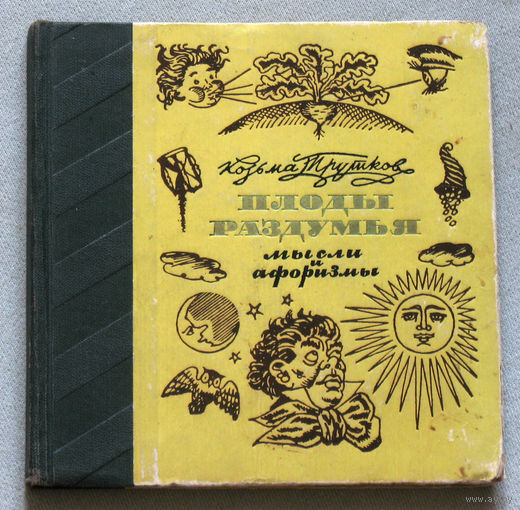 Козьма Прутков
ПЛОДЫ
РАЗДУМЬЯ
мысли
и
афоризмы